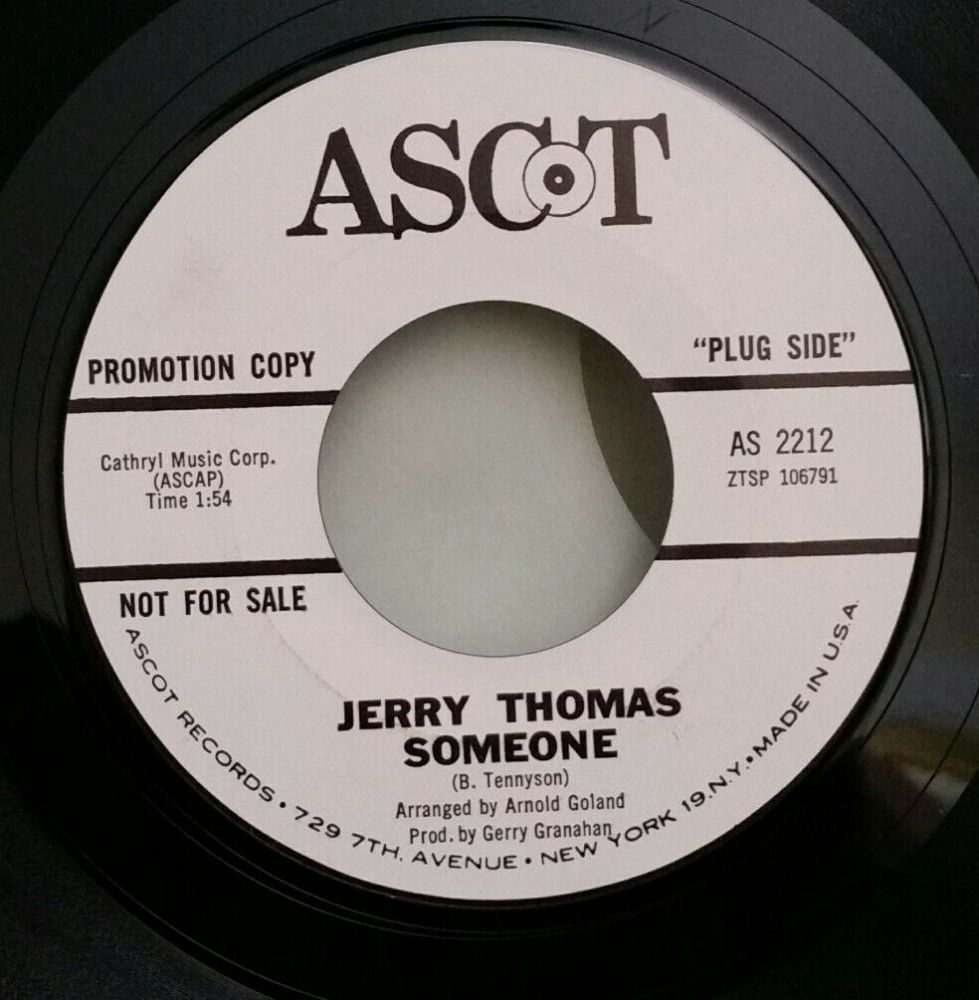 ASCOT
PROMOTION COPY
"PLUG SIDE"
Cathryl Music Corp.
(ASCAP)
Time 1:54
AS 2212
ZTSP 106791
NOT FOR SALE
JERRY THOMAS
SOMEONE
(B. Tennyson)
Arranged by Arnold Goland
Prod. by Gerry Granahan
ASCOT RECORDS • 729 7TH. AVENUE • NEW YORK 19. N.Y. • MADE IN U.S.A.